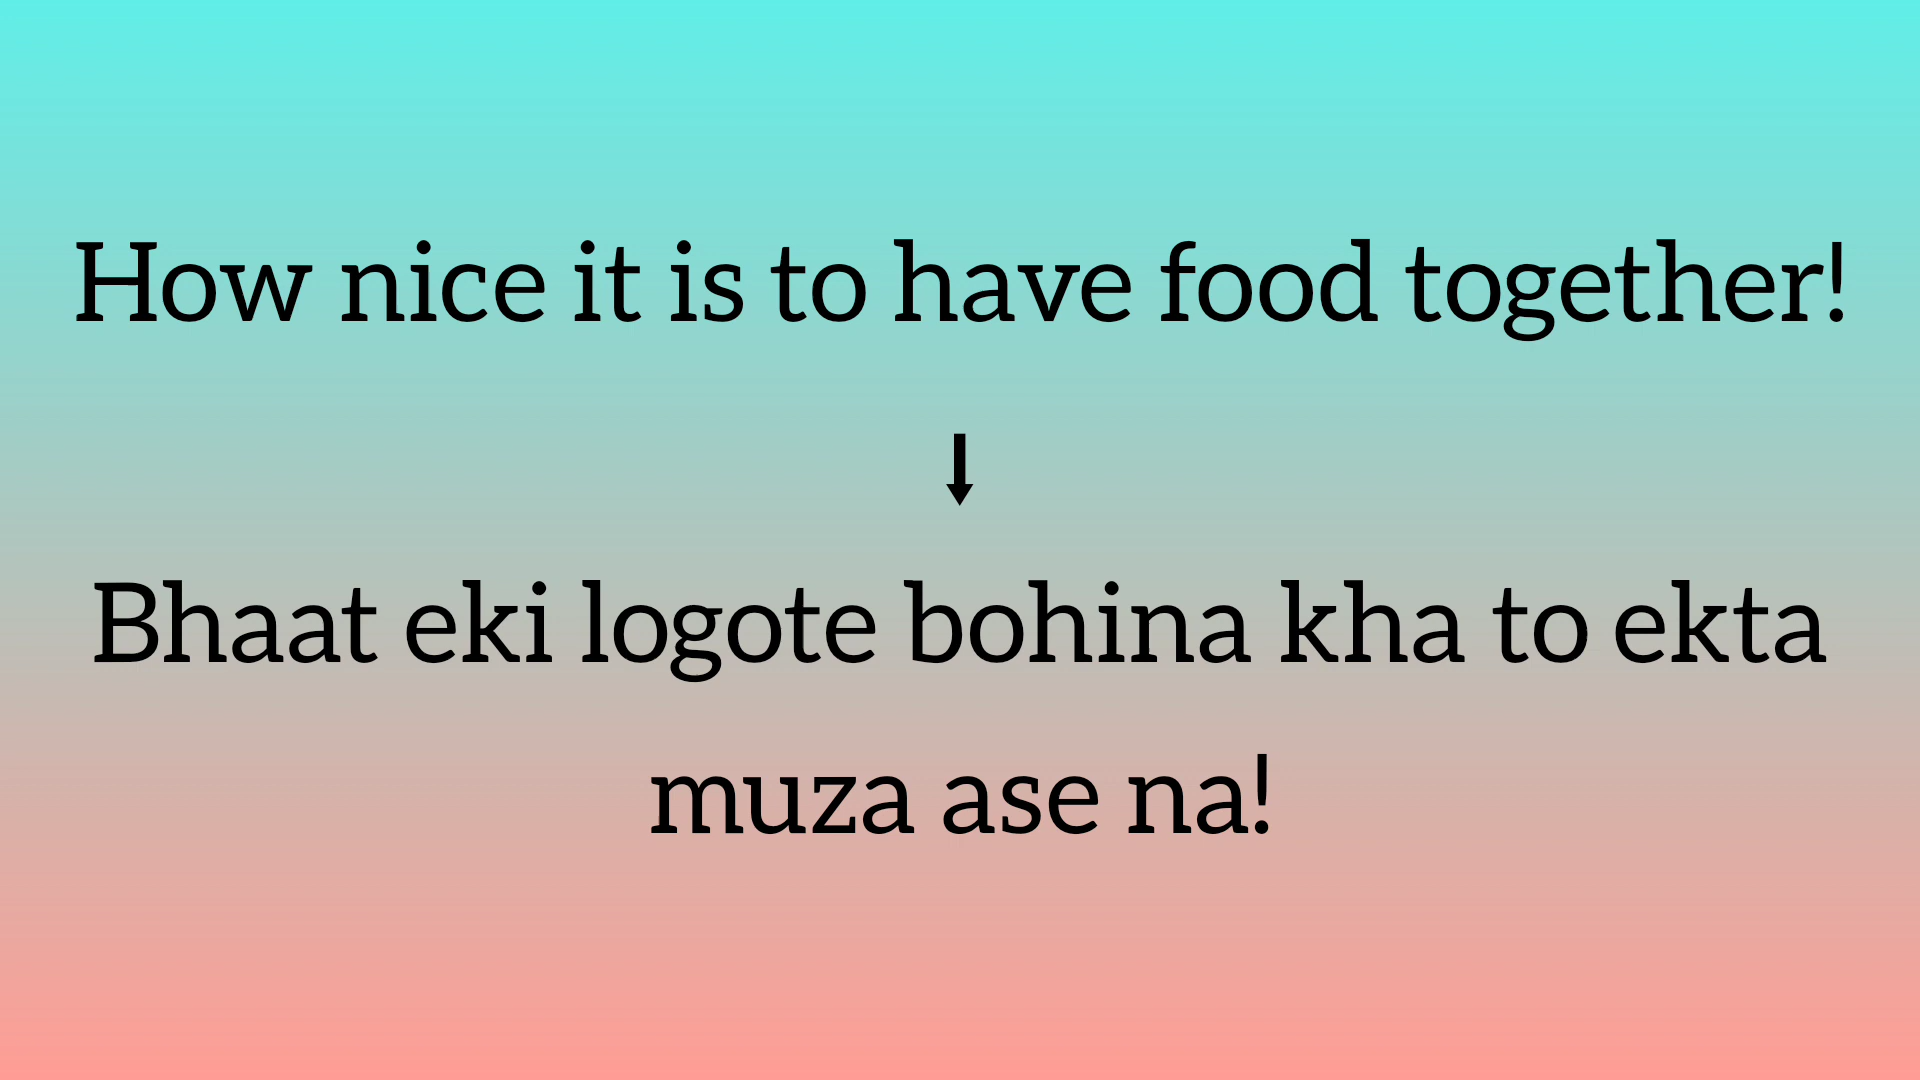 How nice it is to have food together!
Bhaat eki logote bohina kha to ekta
muza ase na!